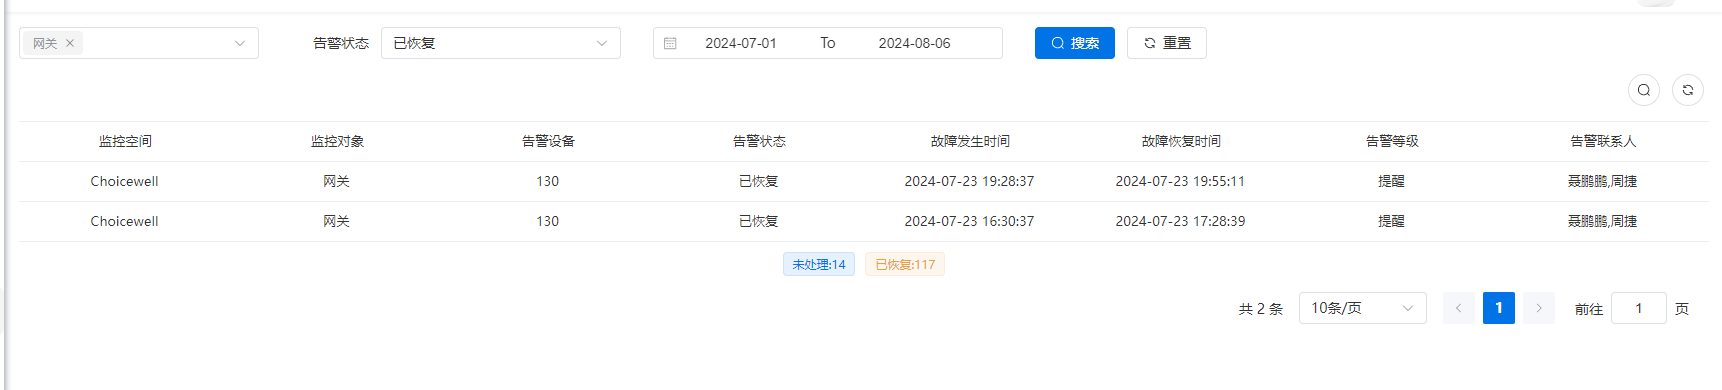 网关 告警状态 已恢复 2024-07-01 To 2024-08-06 搜索 重置
监控空间 监控对象 告警设备 告警状态 故障发生时间 故障恢复时间 告警等级 告警联系人
Choicewell 网关 130 已恢复 2024-07-23 19:28:37 2024-07-23 19:55:11 提醒 聂鹏鹏,周捷
Choicewell 网关 130 已恢复 2024-07-23 16:30:37 2024-07-23 17:28:39 提醒 聂鹏鹏,周捷
未处理:14 已恢复:117
共 2 条 10条/页 1 前往 1 页